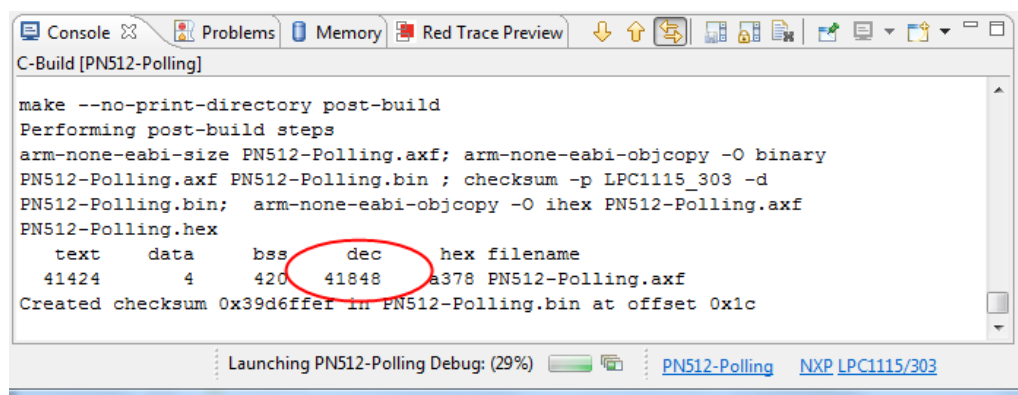 Console Problems Memory Red Trace Preview
C-Build [PN512-Polling]
make --no-print-directory post-build
Performing post-build steps
arm-none-eabi-size PN512-Polling.axf; arm-none-eabi-objcopy -O binary
PN512-Polling.axf PN512-Polling.bin ; checksum -p LPC1115_303 -d
PN512-Polling.bin;  arm-none-eabi-objcopy -O ihex PN512-Polling.axf
PN512-Polling.hex
text data bss dec hex filename
41424 4 420 41848 a378 PN512-Polling.axf
Created checksum 0x39d6ffef in PN512-Polling.bin at offset 0x1c
Launching PN512-Polling Debug: (29%) PN512-Polling NXP LPC1115/303